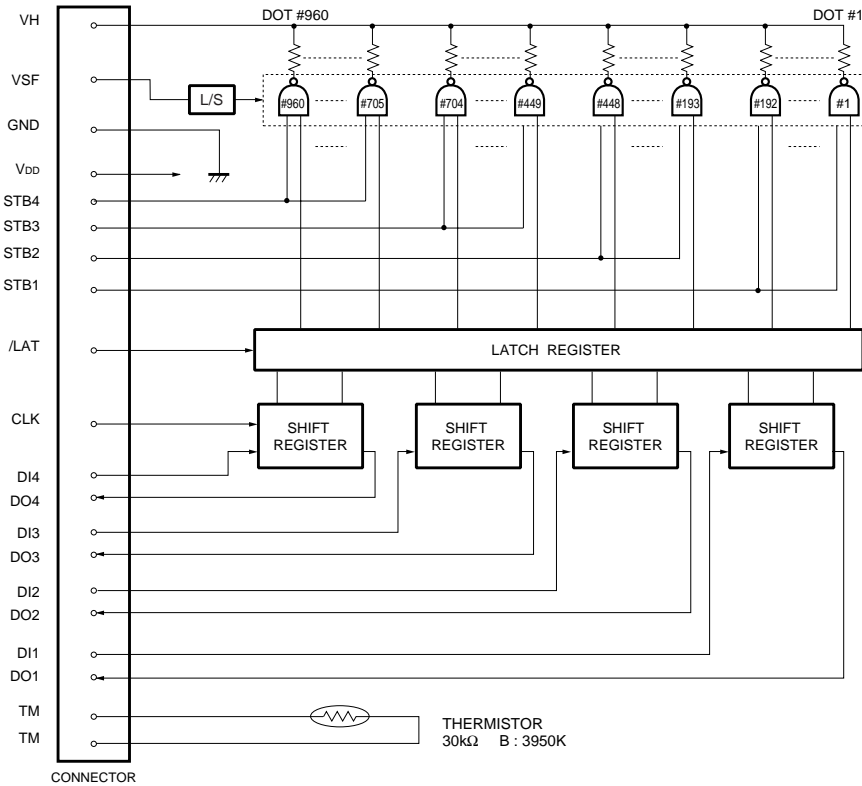 VH
DOT #960
DOT #1
VSF
L/S
#960
#705
#704
#449
#448
#193
#192
#1
GND
VDD
STB4
STB3
STB2
STB1
/LAT
LATCH REGISTER
CLK
SHIFT
REGISTER
SHIFT
REGISTER
SHIFT
REGISTER
SHIFT
REGISTER
DI4
DO4
DI3
DO3
DI2
DO2
DI1
DO1
TM
TM
THERMISTOR
30kΩ B : 3950K
CONNECTOR